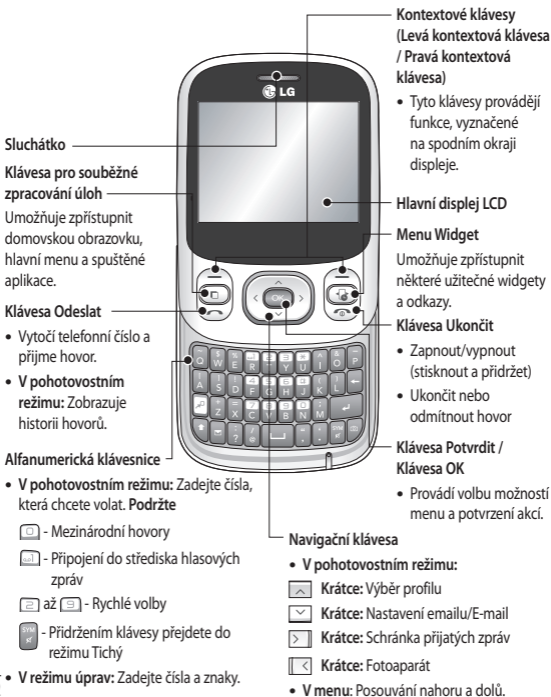 Sluchátko
Klávesa pro souběžné
zpracování úloh
Umožňuje zpřístupnit
domovskou obrazovku,
hlavní menu a spuštěné
aplikace.
Klávesa Odeslat
• Vytočí telefonní číslo a
přijme hovor.
• V pohotovostním
režimu: Zobrazuje
historii hovorů.
Alfanumerická klávesnice
• V pohotovostním režimu: Zadejte čísla,
která chcete volat. Podržte
0 - Mezinárodní hovory
- Připojení do střediska hlasových
zpráv
2 až 9 - Rychlé volby
SYM - Přidržením klávesy přejdete do
režimu Tichý
• V režimu úprav: Zadejte čísla a znaky.
LG
OK
Q W E R T Y U I O P
A S D F G H J K L
Z X C V B N M
SYM
Kontextové klávesy
(Levá kontextová klávesa
/ Pravá kontextová
klávesa)
• Tyto klávesy provádějí
funkce, vyznačené
na spodním okraji
displeje.
Hlavní displej LCD
Menu Widget
Umožňuje zpřístupnit
některé užitečné widgety
a odkazy.
Klávesa Ukončit
• Zapnout/vypnout
(stisknout a přidržet)
• Ukončit nebo
odmítnout hovor
Klávesa Potvrdit /
Klávesa OK
• Provádí volbu možností
menu a potvrzení akcí.
Navigační klávesa
• V pohotovostním režimu:
Krátce: Výběr profilu
Krátce: Nastavení emailu/E-mail
Krátce: Schránka přijatých zpráv
Krátce: Fotoaparát
• V menu: Posouvání nahoru a dolů.